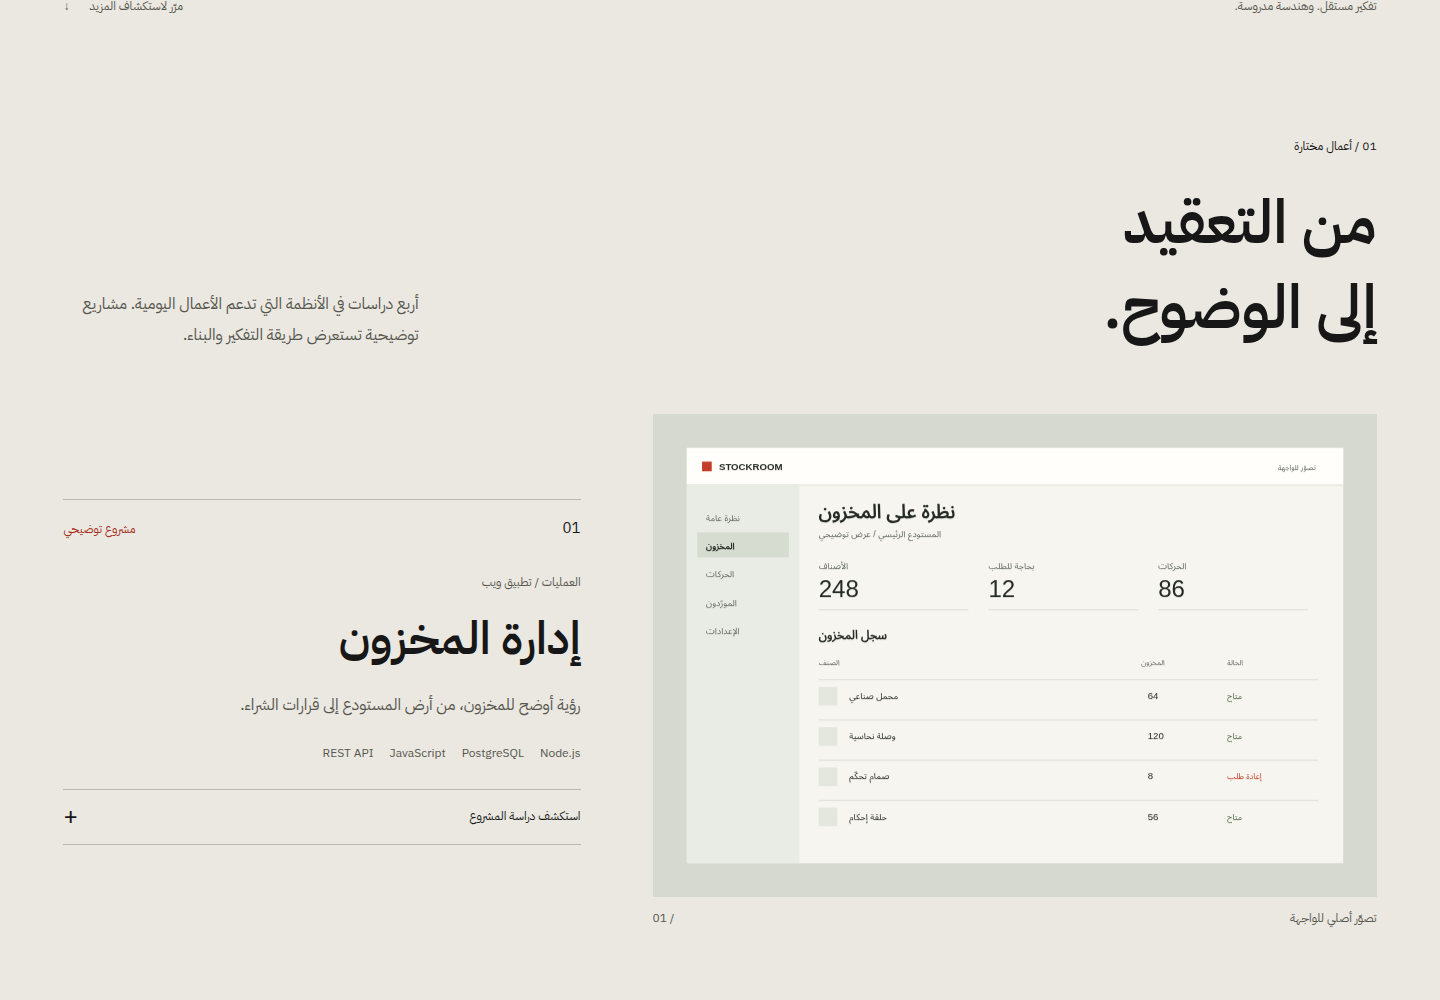 تفكير مستقل. وهندسة مدروسة.
مرّر لاستكشاف المزيد ↓
01 / أعمال مختارة
من التعقيد
إلى الوضوح.
أربع دراسات في الأنظمة التي تدعم الأعمال اليومية. مشاريع
توضيحية تستعرض طريقة التفكير والبناء.
STOCKROOM
تصوّر للواجهة
نظرة عامة
المخزون
الحركات
المورّدون
الإعدادات
نظرة على المخزون
المستودع الرئيسي / عرض توضيحي
الأصناف
248
بحاجة للطلب
12
الحركات
86
سجل المخزون
الصنف المخزون الحالة
محمل صناعي 64 متاح
وصلة نحاسية 120 متاح
صمام تحكّم 8 إعادة طلب
حلقة إحكام 56 متاح
تصوّر أصلي للواجهة
01 /
01
مشروع توضيحي
العمليات / تطبيق ويب
إدارة المخزون
رؤية أوضح للمخزون، من أرض المستودع إلى قرارات الشراء.
Node.js PostgreSQL JavaScript REST API
استكشف دراسة المشروع +